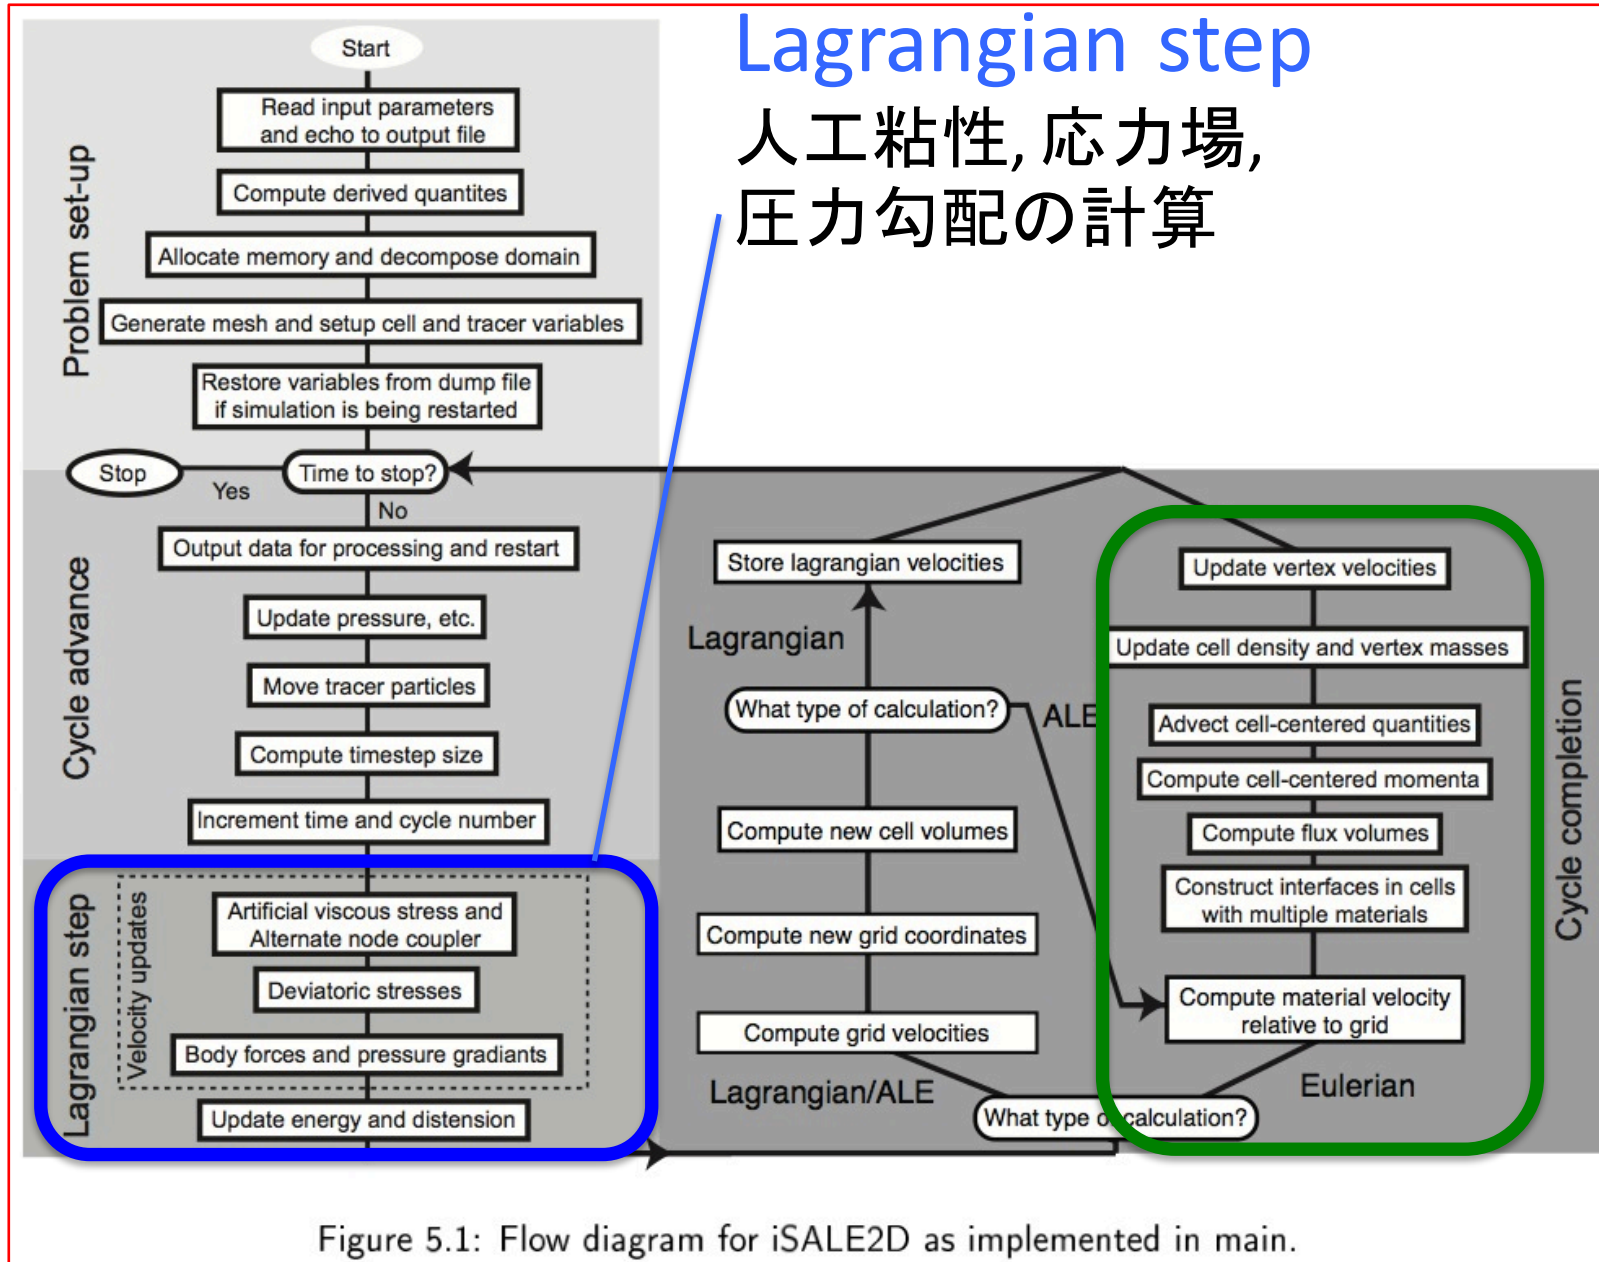 Lagrangian step
人工粘性, 応力場,
圧力勾配の計算
Problem set-up
Start
Read input parameters
and echo to output file
Compute derived quantites
Allocate memory and decompose domain
Generate mesh and setup cell and tracer variables
Restore variables from dump file
if simulation is being restarted
Stop
Yes
Time to stop?
No
Cycle advance
Output data for processing and restart
Update pressure, etc.
Move tracer particles
Compute timestep size
Increment time and cycle number
Lagrangian step
Velocity updates
Artificial viscous stress and
Alternate node coupler
Deviatoric stresses
Body forces and pressure gradiants
Update energy and distension
Store lagrangian velocities
Lagrangian
What type of calculation?
ALE
Compute new cell volumes
Compute new grid coordinates
Compute grid velocities
Lagrangian/ALE
What type of calculation?
Eulerian
Update vertex velocities
Update cell density and vertex masses
Advect cell-centered quantities
Compute cell-centered momenta
Compute flux volumes
Construct interfaces in cells
with multiple materials
Compute material velocity
relative to grid
Cycle completion
Figure 5.1: Flow diagram for iSALE2D as implemented in main.